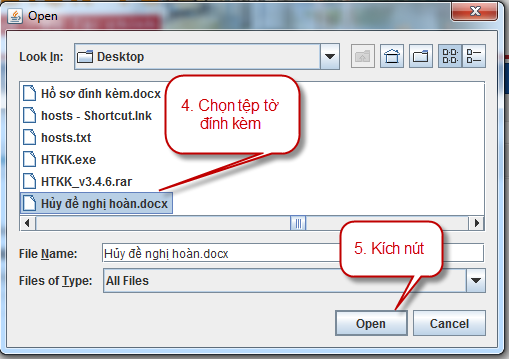 Open
Look In:
Desktop
Hồ sơ đính kèm.docx
hosts - Shortcut.lnk
hosts.txt
HTKK.exe
HTKK_v3.4.6.rar
Hủy đề nghị hoàn.docx
4. Chọn tệp tờ
đính kèm
File Name:
Hủy đề nghị hoàn.docx
5. Kích nút
Files of Type:
All Files
Open
Cancel